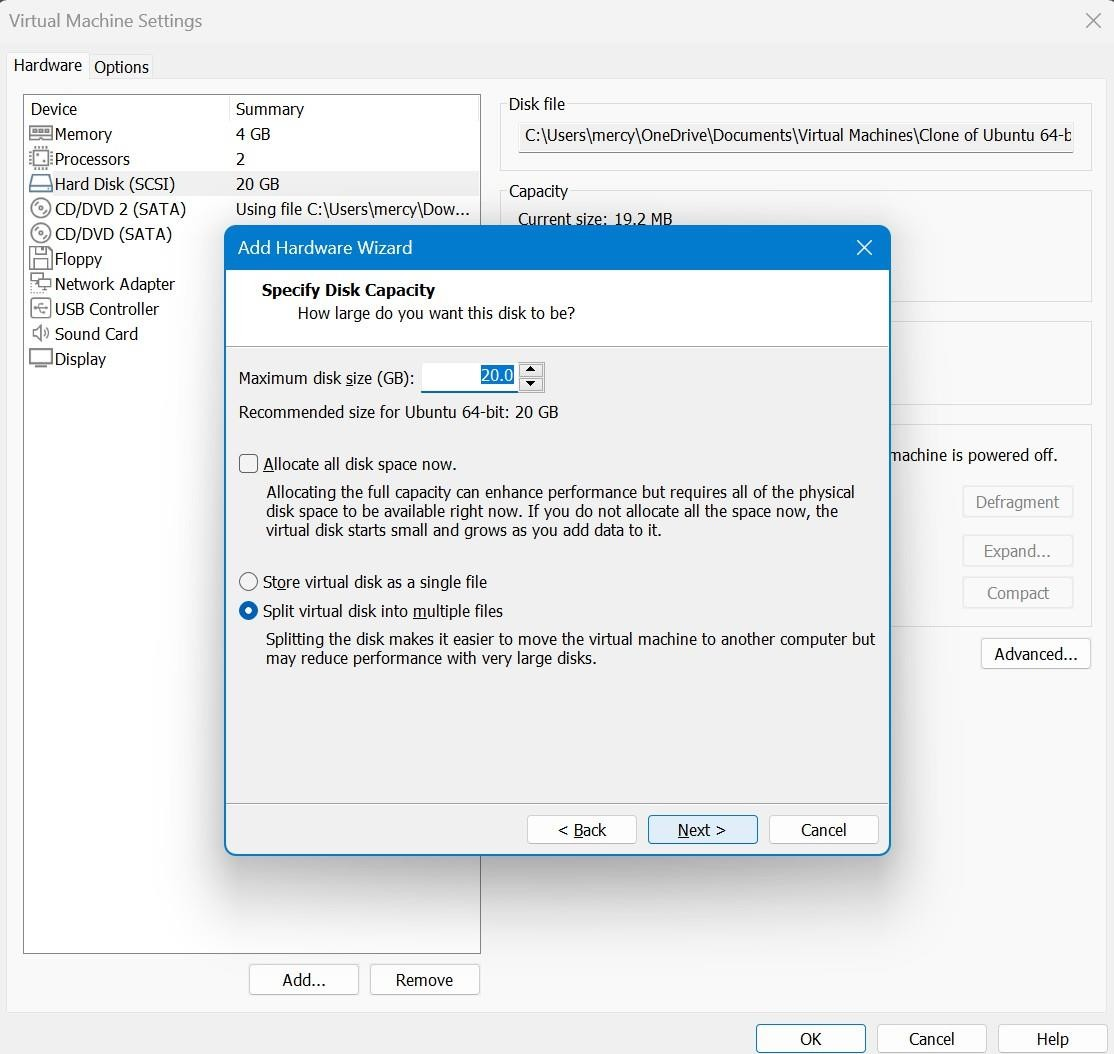 Virtual Machine Settings
Hardware Options
Device Summary
Memory 4 GB
Processors 2
Hard Disk (SCSI) 20 GB
CD/DVD 2 (SATA) Using file C:\Users\mercy\Dow...
CD/DVD (SATA)
Floppy
Network Adapter
USB Controller
Sound Card
Display
Add... Remove
Disk file
C:\Users\mercy\OneDrive\Documents\Virtual Machines\Clone of Ubuntu 64-b
Capacity
Current size: 19.2 MB
machine is powered off.
Defragment
Expand...
Compact
Advanced...
Add Hardware Wizard
Specify Disk Capacity
How large do you want this disk to be?
Maximum disk size (GB): 20.0
Recommended size for Ubuntu 64-bit: 20 GB
Allocate all disk space now.
Allocating the full capacity can enhance performance but requires all of the physical
disk space to be available right now. If you do not allocate all the space now, the
virtual disk starts small and grows as you add data to it.
Store virtual disk as a single file
Split virtual disk into multiple files
Splitting the disk makes it easier to move the virtual machine to another computer but
may reduce performance with very large disks.
< Back Next > Cancel
OK Cancel Help